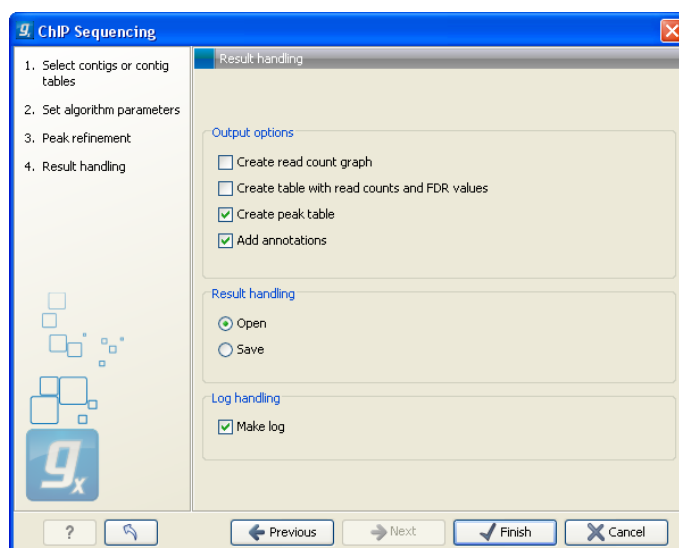 ChIP Sequencing
1. Select contigs or contig
tables
2. Set algorithm parameters
3. Peak refinement
4. Result handling
Result handling
Output options
Create read count graph
Create table with read counts and FDR values
Create peak table
Add annotations
Result handling
Open
Save
Log handling
Make log
gx
? Previous Next Finish Cancel